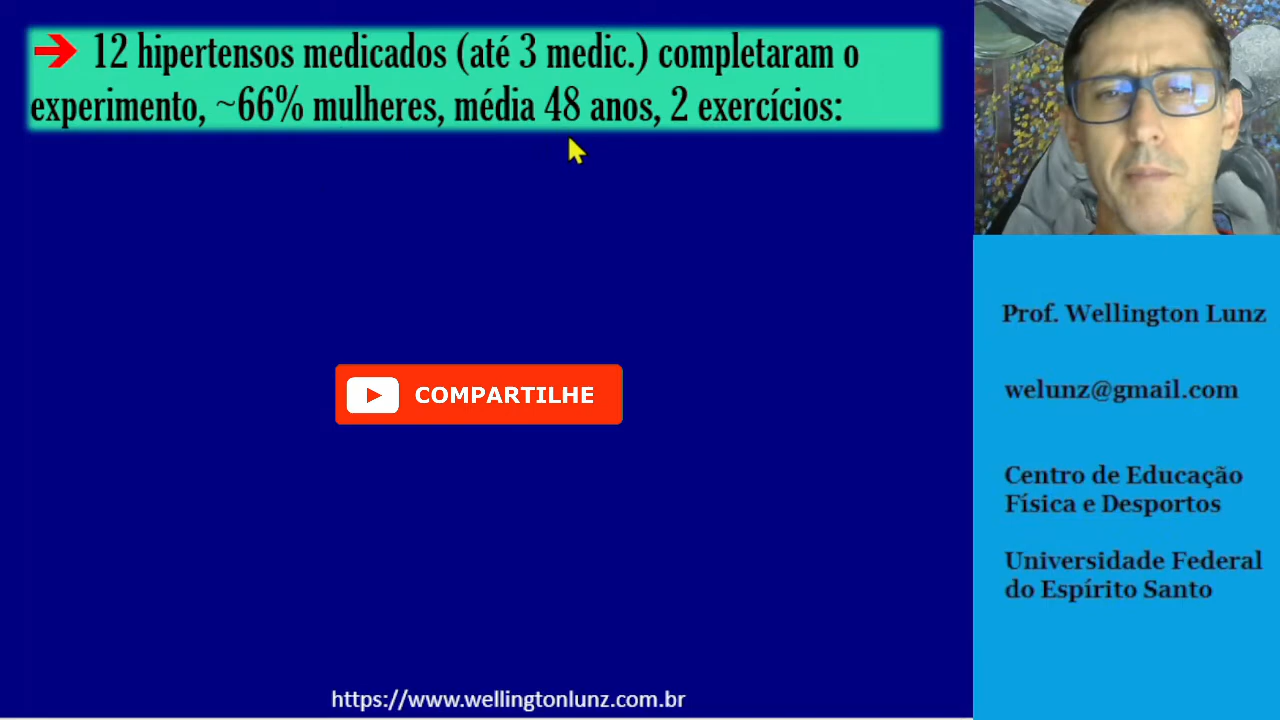 ➔ 12 hipertensos medicados (até 3 medic.) completaram o
experimento, ~66% mulheres, média 48 anos, 2 exercícios:
COMPARTILHE
Prof. Wellington Lunz
welunz@gmail.com
Centro de Educação
Física e Desportos
Universidade Federal
do Espírito Santo
https://www.wellingtonlunz.com.br